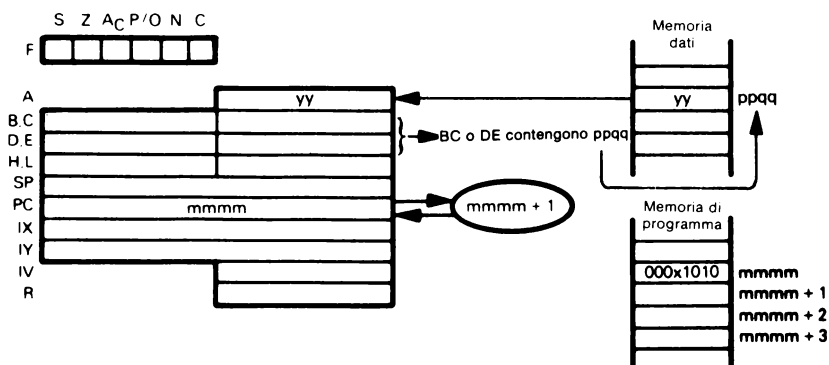 S Z AC P/O N C
F
A yy
B.C
D.E
H.L
BC o DE contengono ppqq
SP
PC mmmm
mmmm + 1
IX
IY
IV
R
Memoria
dati
yy ppqq
Memoria di
programma
000x1010 mmmm
mmmm + 1
mmmm + 2
mmmm + 3